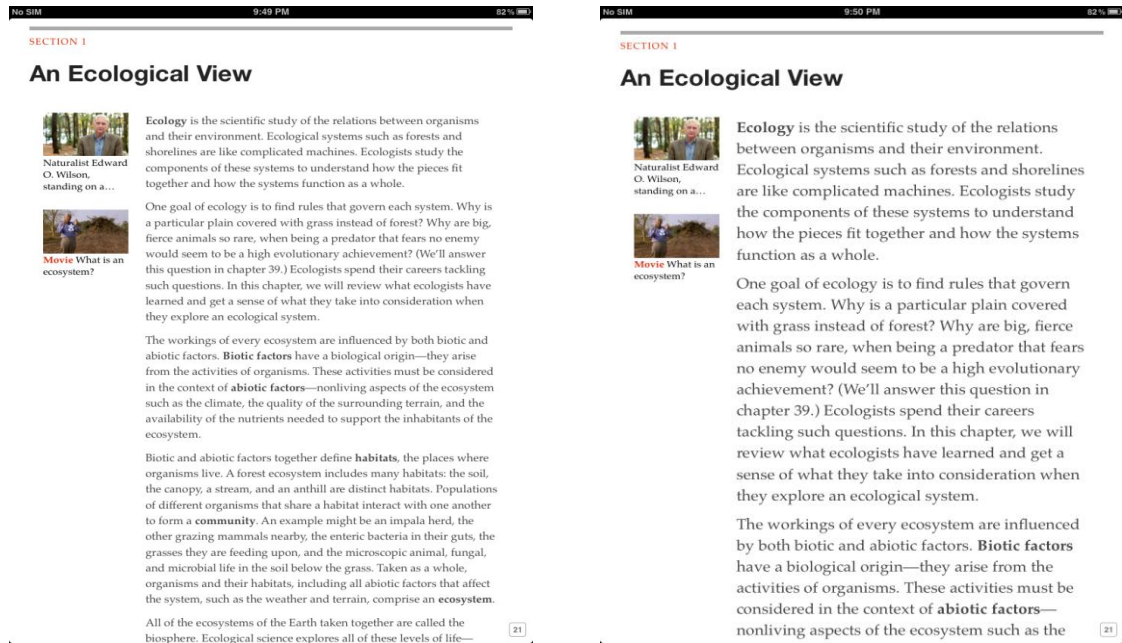 No SIM 9:49 PM 82%
SECTION 1
An Ecological View
Naturalist Edward
O. Wilson,
standing on a…
Movie What is an
ecosystem?
Ecology is the scientific study of the relations between organisms
and their environment. Ecological systems such as forests and
shorelines are like complicated machines. Ecologists study the
components of these systems to understand how the pieces fit
together and how the systems function as a whole.
One goal of ecology is to find rules that govern each system. Why is
a particular plain covered with grass instead of forest? Why are big,
fierce animals so rare, when being a predator that fears no enemy
would seem to be a high evolutionary achievement? (We'll answer
this question in chapter 39.) Ecologists spend their careers tackling
such questions. In this chapter, we will review what ecologists have
learned and get a sense of what they take into consideration when
they explore an ecological system.
The workings of every ecosystem are influenced by both biotic and
abiotic factors. Biotic factors have a biological origin—they arise
from the activities of organisms. These activities must be considered
in the context of abiotic factors—nonliving aspects of the ecosystem
such as the climate, the quality of the surrounding terrain, and the
availability of the nutrients needed to support the inhabitants of the
ecosystem.
Biotic and abiotic factors together define habitats, the places where
organisms live. A forest ecosystem includes many habitats: the soil,
the canopy, a stream, and an anthill are distinct habitats. Populations
of different organisms that share a habitat interact with one another
to form a community. An example might be an impala herd, the
other grazing mammals nearby, the enteric bacteria in their guts, the
grasses they are feeding upon, and the microscopic animal, fungal,
and microbial life in the soil below the grass. Taken as a whole,
organisms and their habitats, including all abiotic factors that affect
the system, such as the weather and terrain, comprise an ecosystem.
All of the ecosystems of the Earth taken together are called the
biosphere. Ecological science explores all of these levels of life—
21
No SIM 9:50 PM 82%
SECTION 1
An Ecological View
Naturalist Edward
O. Wilson,
standing on a…
Movie What is an
ecosystem?
Ecology is the scientific study of the relations
between organisms and their environment.
Ecological systems such as forests and shorelines
are like complicated machines. Ecologists study
the components of these systems to understand
how the pieces fit together and how the systems
function as a whole.
One goal of ecology is to find rules that govern
each system. Why is a particular plain covered
with grass instead of forest? Why are big, fierce
animals so rare, when being a predator that fears
no enemy would seem to be a high evolutionary
achievement? (We'll answer this question in
chapter 39.) Ecologists spend their careers
tackling such questions. In this chapter, we will
review what ecologists have learned and get a
sense of what they take into consideration when
they explore an ecological system.
The workings of every ecosystem are influenced
by both biotic and abiotic factors. Biotic factors
have a biological origin—they arise from the
activities of organisms. These activities must be
considered in the context of abiotic factors—
nonliving aspects of the ecosystem such as the
21